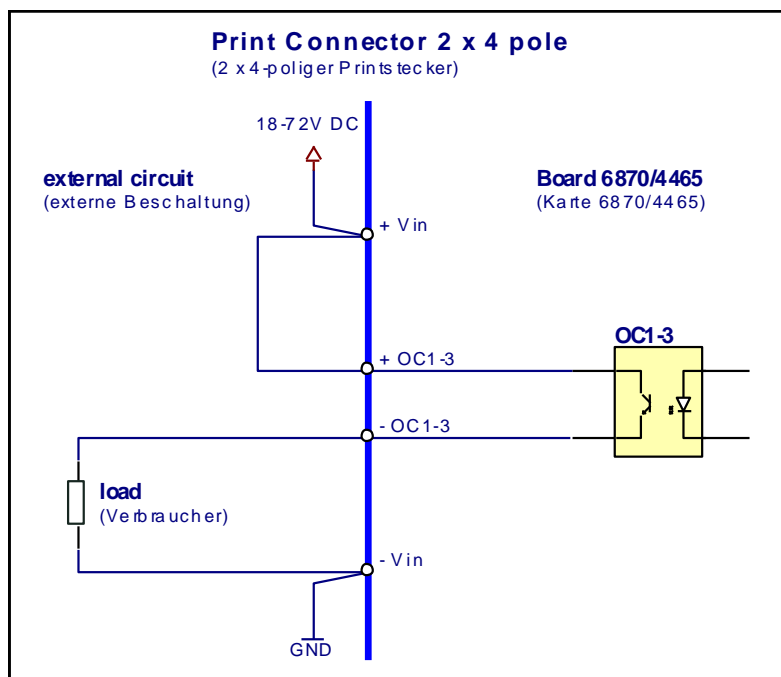 Print Connector 2 x 4 pole
(2 x 4-poliger Printstecker)
18-72V DC
external circuit
(externe Beschaltung)
Board 6870/4465
(Karte 6870/4465)
+ Vin
OC1-3
+ OC1-3
- OC1-3
load
(Verbraucher)
- Vin
GND